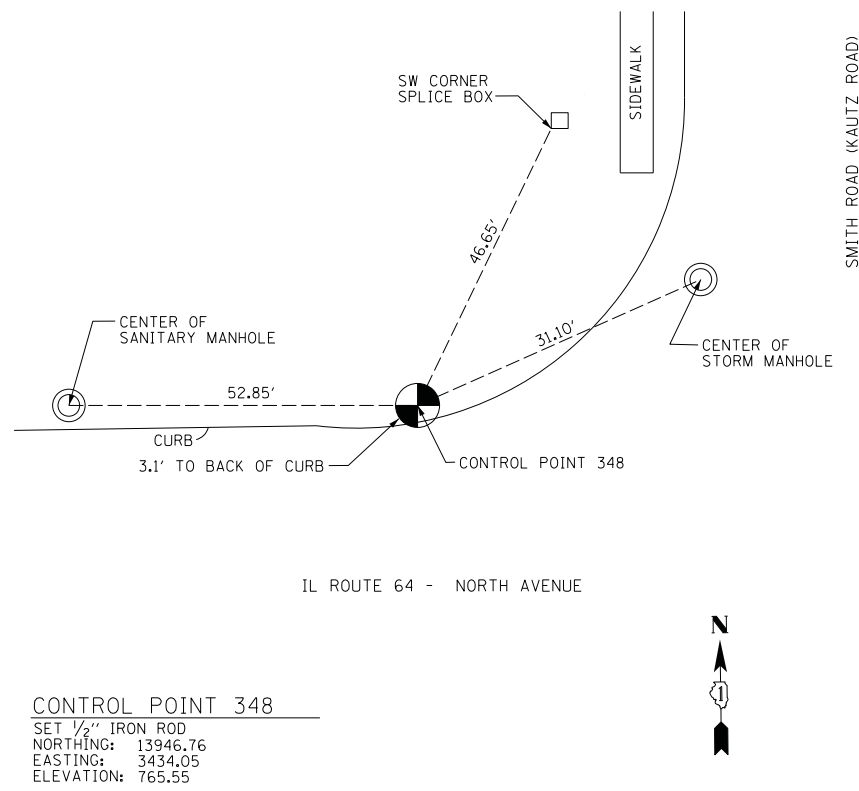 SW CORNER
SPLICE BOX
SIDEWALK
SMITH ROAD (KAUTZ ROAD)
46.65'
31.10'
CENTER OF
SANITARY MANHOLE
CENTER OF
STORM MANHOLE
52.85'
CURB
3.1' TO BACK OF CURB
CONTROL POINT 348
IL ROUTE 64 - NORTH AVENUE
N
1
CONTROL POINT 348
SET 1/2" IRON ROD
NORTHING: 13946.76
EASTING: 3434.05
ELEVATION: 765.55